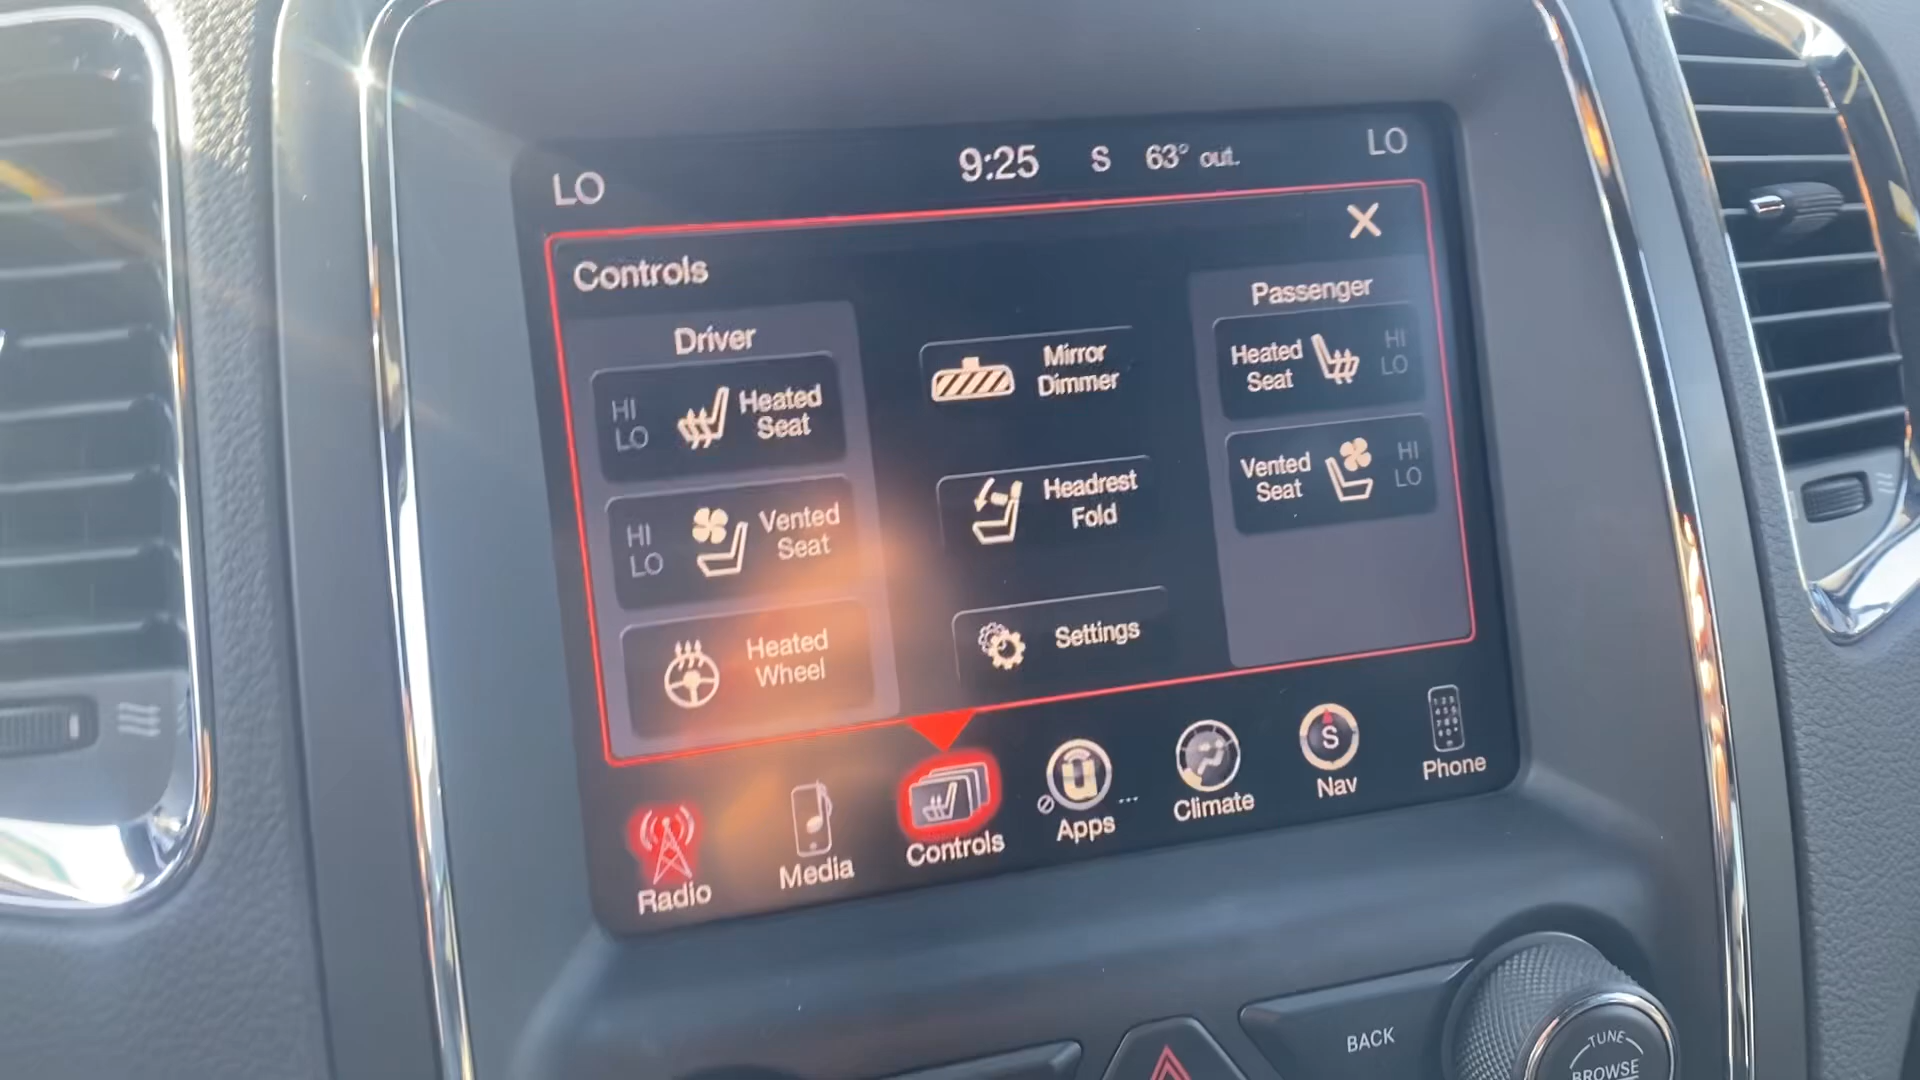 LO
9:25 S 63° out.
LO
Controls
X
Driver
HI
LO
Heated
Seat
HI
LO
Vented
Seat
Heated
Wheel
Mirror
Dimmer
Headrest
Fold
Settings
Passenger
Heated
Seat
HI
LO
Vented
Seat
HI
LO
Radio
Media
Controls
Apps
...
Climate
S
Nav
Phone
BACK
TUNE
BROWSE